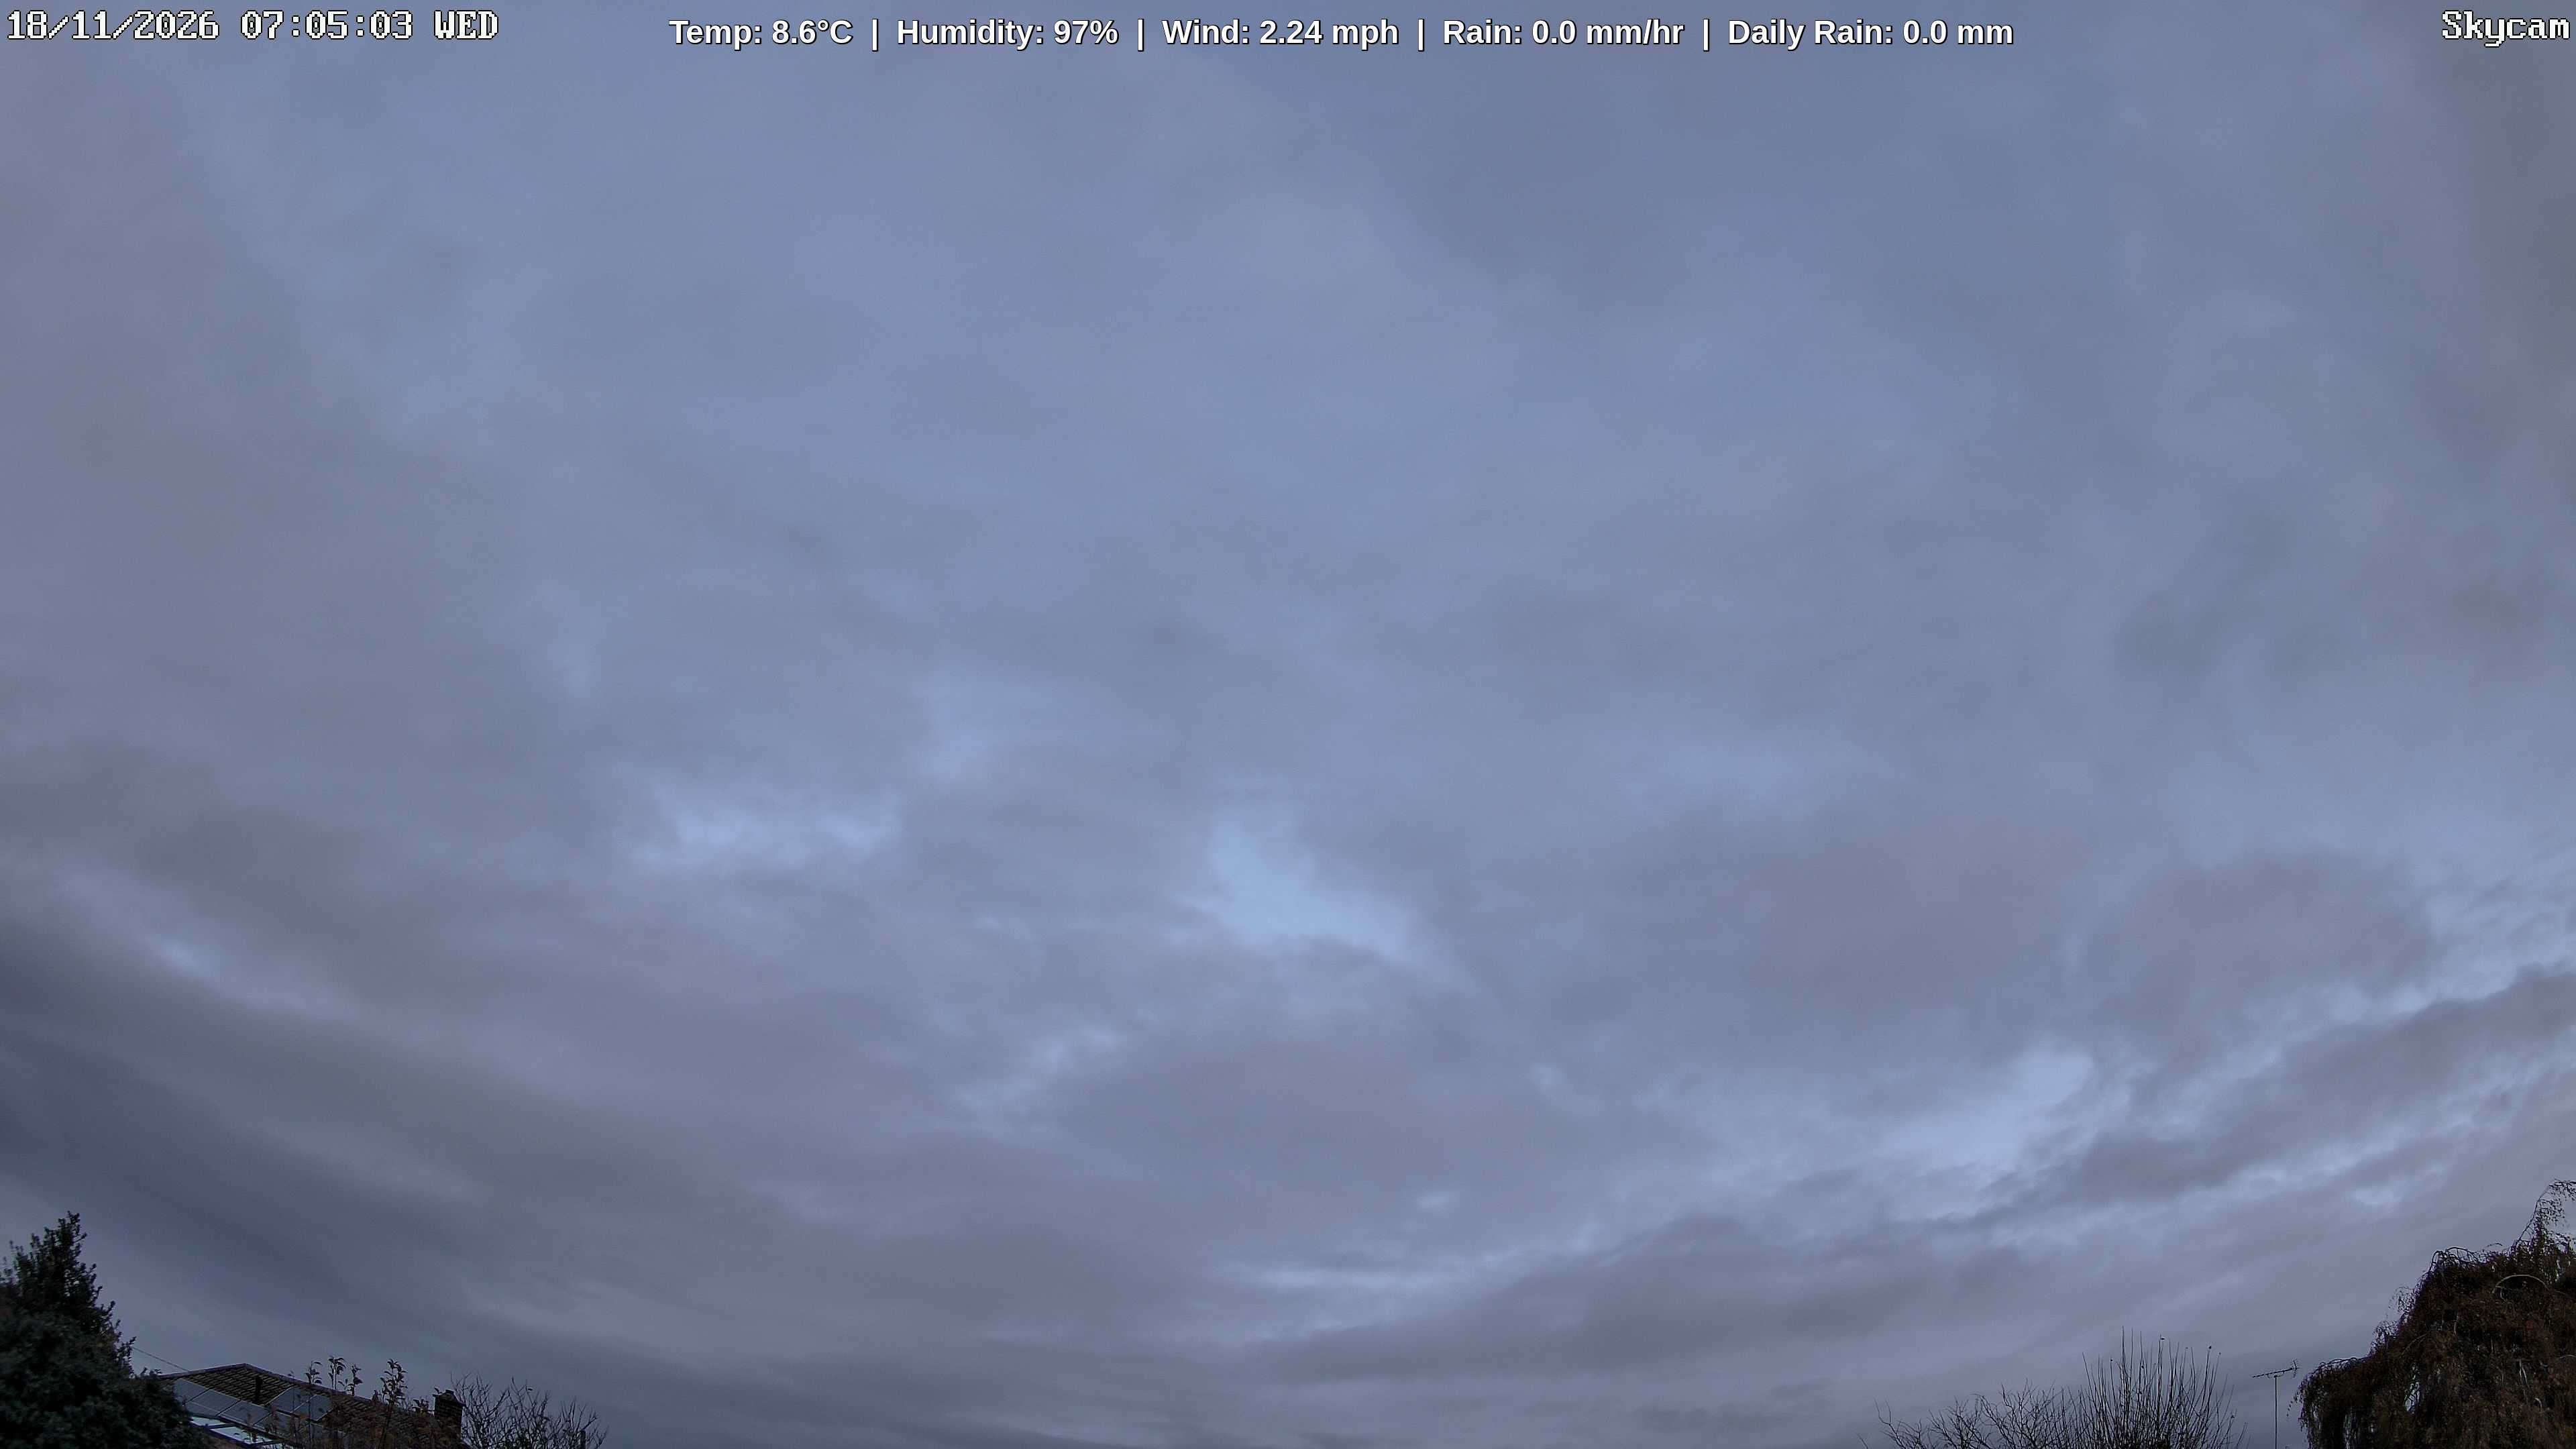 18/11/2026 07:05:03 WED
Temp: 8.6°C | Humidity: 97% | Wind: 2.24 mph | Rain: 0.0 mm/hr | Daily Rain: 0.0 mm
Skycam